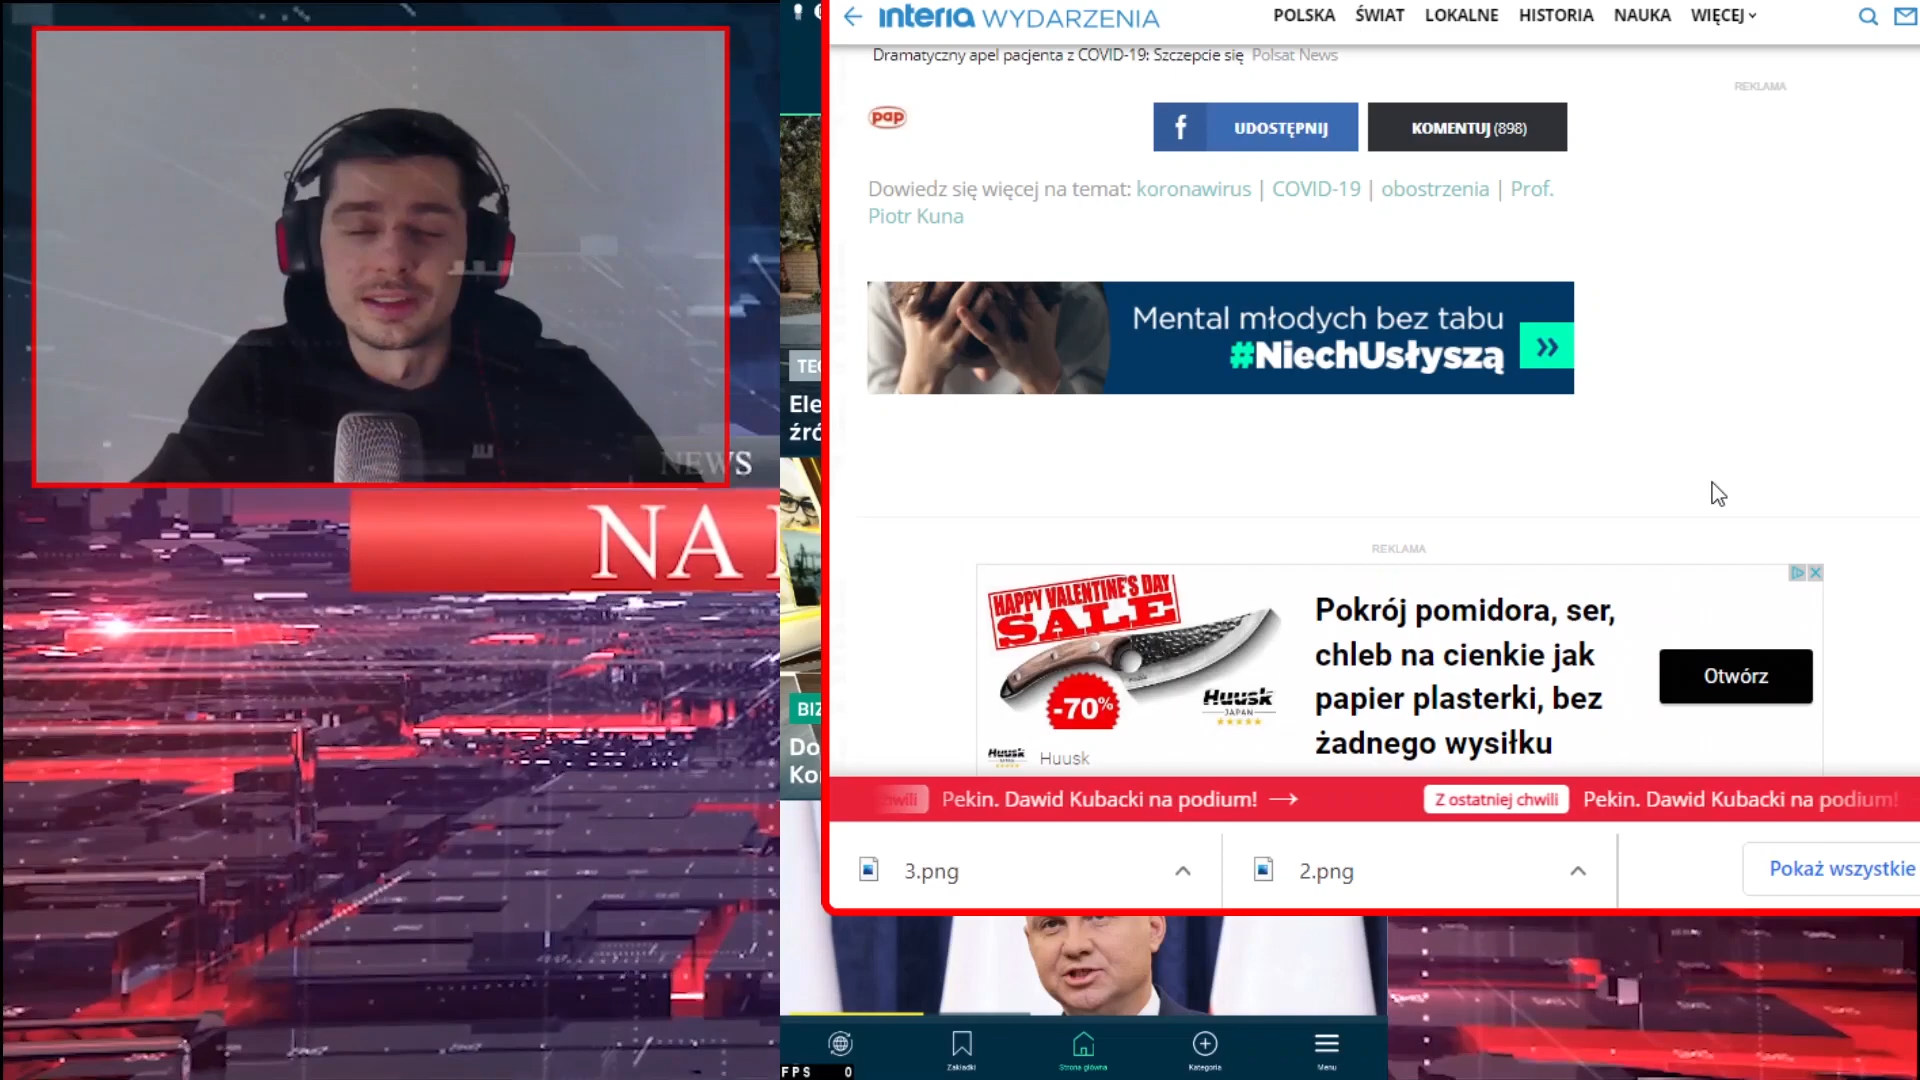 NEWS
NA
TE
Ele
źró
BIZ
Do
Ko
FPS 0
interia WYDARZENIA
POLSKA ŚWIAT LOKALNE HISTORIA NAUKA WIĘCEJ
Dramatyczny apel pacjenta z COVID-19: Szczepcie się Polsat News
REKLAMA
pap
f UDOSTĘPNIJ
KOMENTUJ (898)
Dowiedz się więcej na temat: koronawirus | COVID-19 | obostrzenia | Prof.
Piotr Kuna
Mental młodych bez tabu
#NiechUsłyszą
REKLAMA
HAPPY VALENTINE'S DAY
SALE
-70%
Huusk
JAPAN
Huusk
Huusk
Pokrój pomidora, ser,
chleb na cienkie jak
papier plasterki, bez
żadnego wysiłku
Otwórz
hwili Pekin. Dawid Kubacki na podium!
Z ostatniej chwili Pekin. Dawid Kubacki na podium!
3.png
2.png
Pokaż wszystkie
Zakładki
Strona główna
Kategoria
Menu